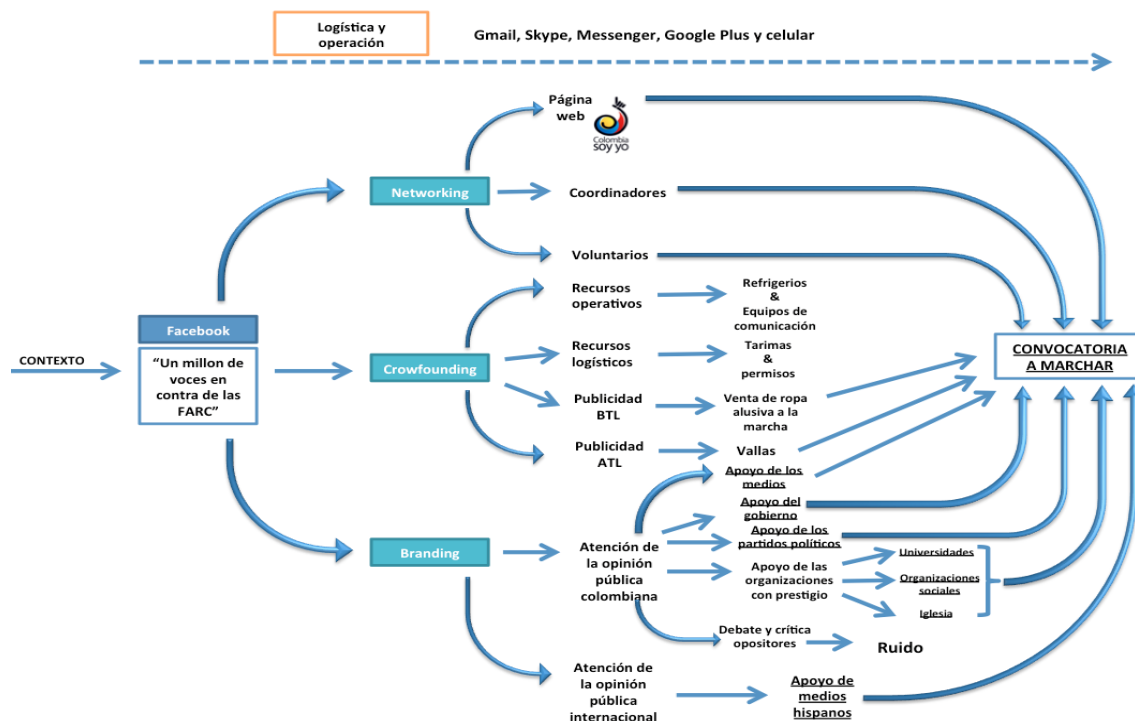 Logística y
operación
Gmail, Skype, Messenger, Google Plus y celular
Página
web
Colombia
soy yo
Networking
Coordinadores
Voluntarios
Recursos
operativos
Refrigerios
&
Equipos de
comunicación
Facebook
CONTEXTO
“Un millon de
voces en
contra de las
FARC”
Crowfounding
Recursos
logísticos
Tarimas
&
permisos
CONVOCATORIA
A MARCHAR
Publicidad
BTL
Venta de ropa
alusiva a la
marcha
Publicidad
ATL
Vallas
Apoyo de los
medios
Apoyo del
gobierno
Apoyo de los
partidos políticos
Branding
Atención de
la opinión
pública
colombiana
Apoyo de las
organizaciones
con prestigio
Universidades
Organizaciones
sociales
Iglesia
Debate y crítica
opositores
Ruido
Atención de
la opinión
pública
internacional
Apoyo de
medios
hispanos